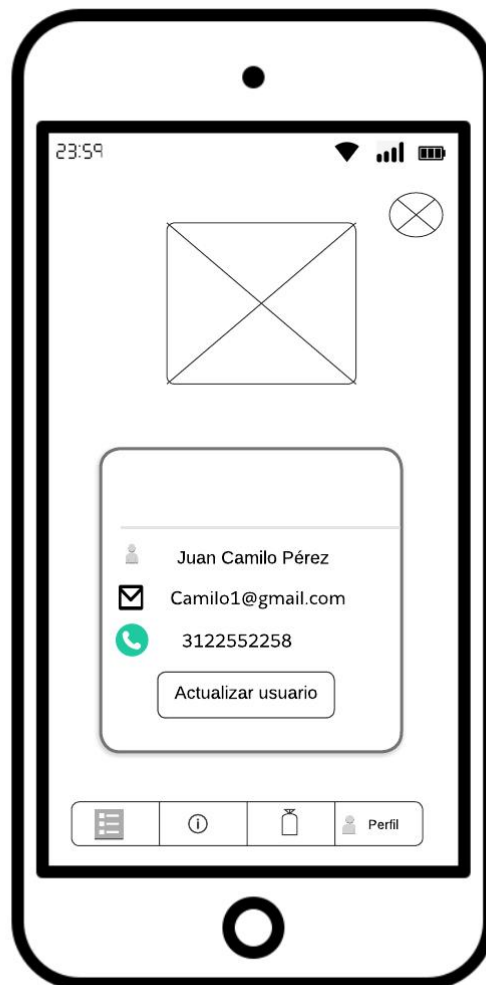 23:59
Juan Camilo Pérez
Camilo1@gmail.com
3122552258
Actualizar usuario
Perfil